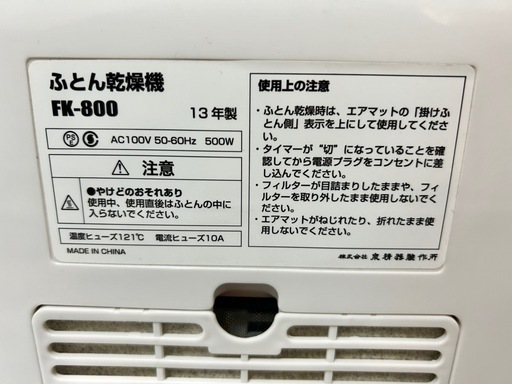 ふとん乾燥機
FK-800
13年製
PS
E
AC100V 50-60Hz 500W
注意
●やけどのおそれあり
使用中、使用直後はふとんの中に
入らないでください。
温度ヒューズ121℃ 電流ヒューズ10A
MADE IN CHINA
使用上の注意
・ふとん乾燥時は、エアマットの「掛けふ
とん側」表示を上にして使用してくださ
い。
・タイマーが“切”になっていることを確
認してから電源プラグをコンセントに差
し込んでください。
・フィルターが目詰まりしたままや、フィル
ターを取り外したまま使用しないでくだ
さい。
・エアマットがねじれたり、折れたまま使用
しないでください。
株式会社 泉精器製作所